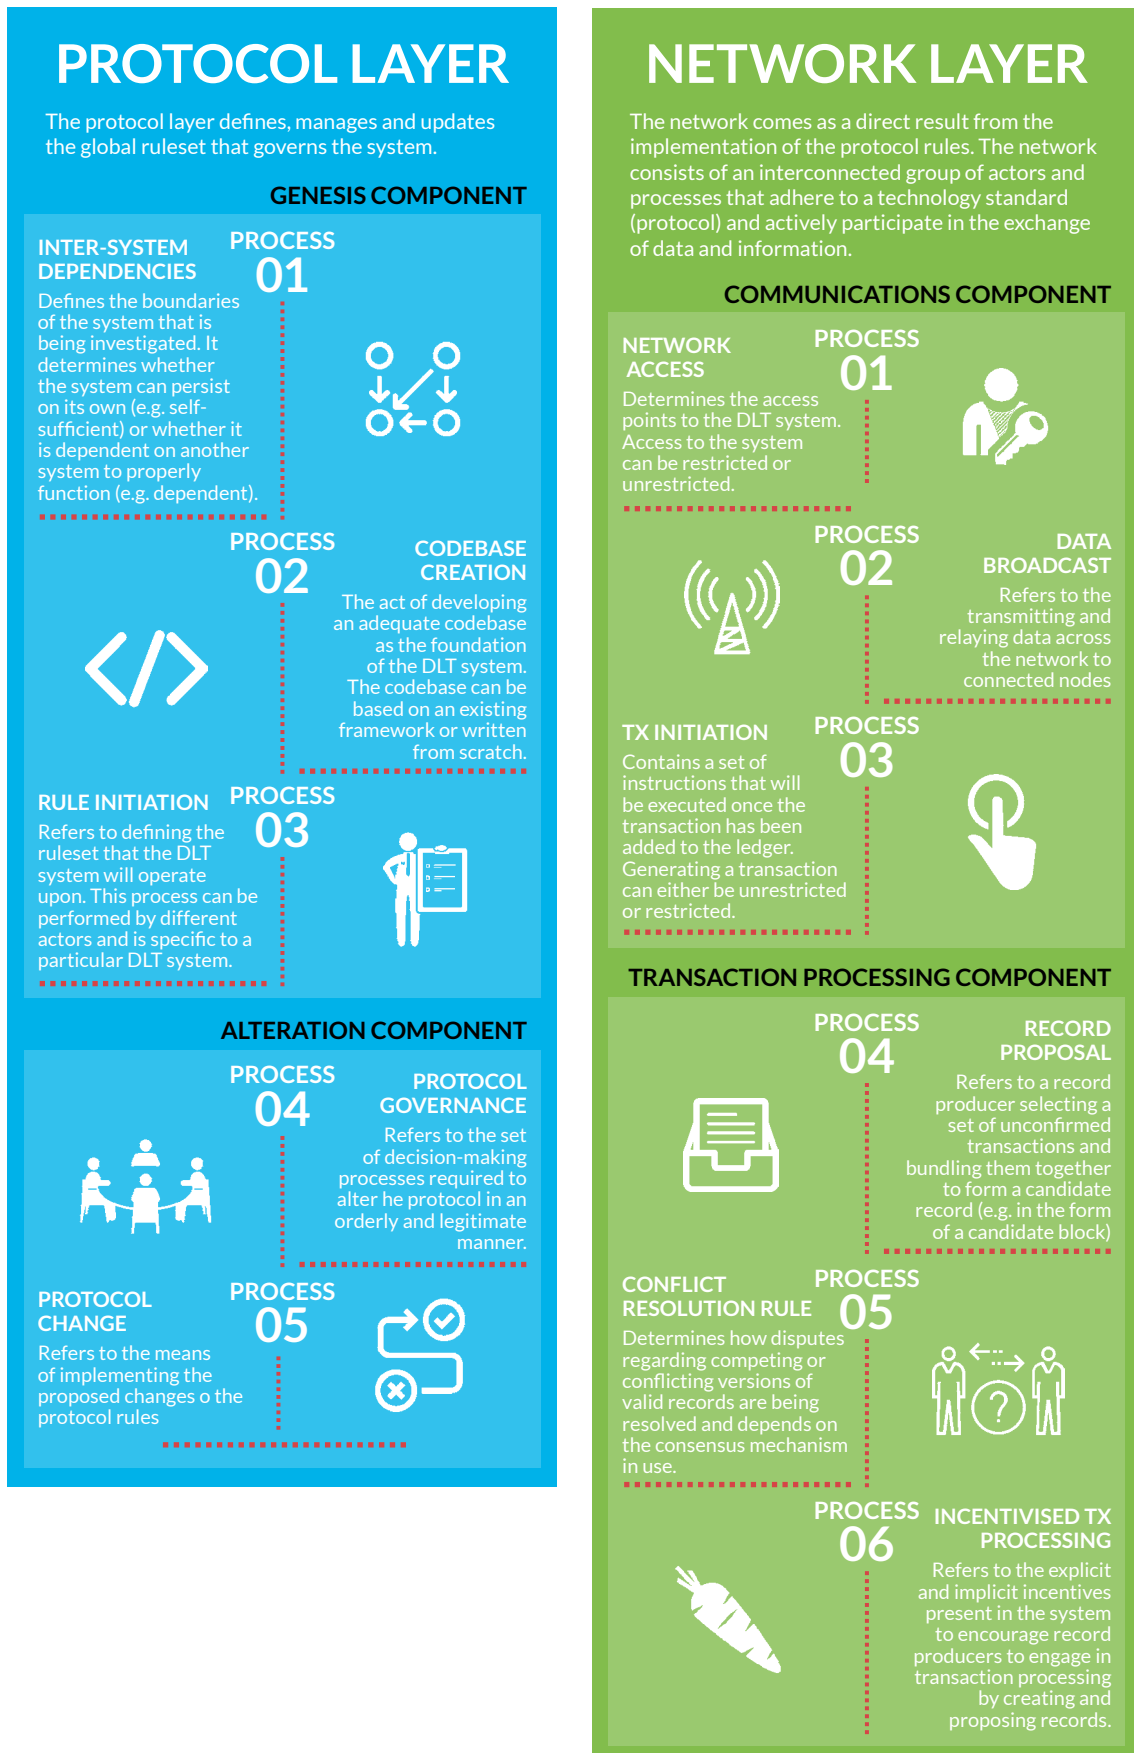 PROTOCOL LAYER
The protocol layer defines, manages and updates
the global ruleset that governs the system.
GENESIS COMPONENT
INTER-SYSTEM
DEPENDENCIES
PROCESS
01
Defines the boundaries
of the system that is
being investigated. It
determines whether
the system can persist
on its own (e.g. self-
sufficient) or whether it
is dependent on another
system to properly
function (e.g. dependent).
PROCESS
02
CODEBASE
CREATION
The act of developing
an adequate codebase
as the foundation
of the DLT system.
The codebase can be
based on an existing
framework or written
from scratch.
RULE INITIATION
PROCESS
03
Refers to defining the
ruleset that the DLT
system will operate
upon. This process can be
performed by different
actors and is specific to a
particular DLT system.
ALTERATION COMPONENT
PROCESS
04
PROTOCOL
GOVERNANCE
Refers to the set
of decision-making
processes required to
alter he protocol in an
orderly and legitimate
manner.
PROTOCOL
CHANGE
PROCESS
05
Refers to the means
of implementing the
proposed changes o the
protocol rules
NETWORK LAYER
The network comes as a direct result from the
implementation of the protocol rules. The network
consists of an interconnected group of actors and
processes that adhere to a technology standard
(protocol) and actively participate in the exchange
of data and information.
COMMUNICATIONS COMPONENT
NETWORK
ACCESS
PROCESS
01
Determines the access
points to the DLT system.
Access to the system
can be restricted or
unrestricted.
PROCESS
02
DATA
BROADCAST
Refers to the
transmitting and
relaying data across
the network to
connected nodes
TX INITIATION
PROCESS
03
Contains a set of
instructions that will
be executed once the
transaction has been
added to the ledger.
Generating a transaction
can either be unrestricted
or restricted.
TRANSACTION PROCESSING COMPONENT
PROCESS
04
RECORD
PROPOSAL
Refers to a record
producer selecting a
set of unconfirmed
transactions and
bundling them together
to form a candidate
record (e.g. in the form
of a candidate block)
CONFLICT
RESOLUTION RULE
PROCESS
05
Determines how disputes
regarding competing or
conflicting versions of
valid records are being
resolved and depends on
the consensus mechanism
in use.
?
PROCESS
06
INCENTIVISED TX
PROCESSING
Refers to the explicit
and implicit incentives
present in the system
to encourage record
producers to engage in
transaction processing
by creating and
proposing records.